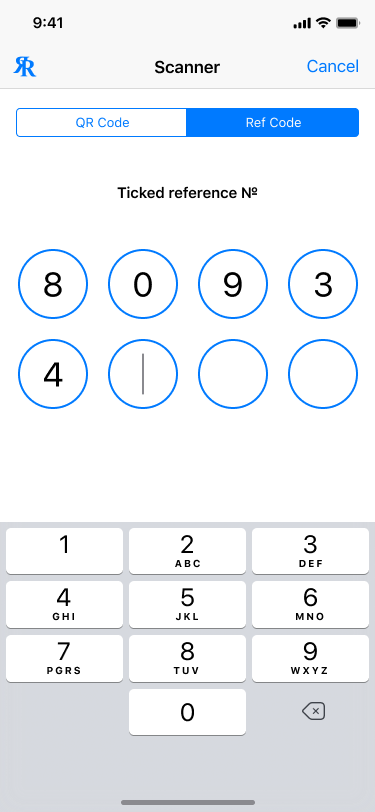 9:41
RR
Scanner
Cancel
QR Code
Ref Code
Ticked reference №
8 0 9 3
4
1
2
ABC
3
DEF
4
GHI
5
JKL
6
MNO
7
PGRS
8
TUV
9
WXYZ
0